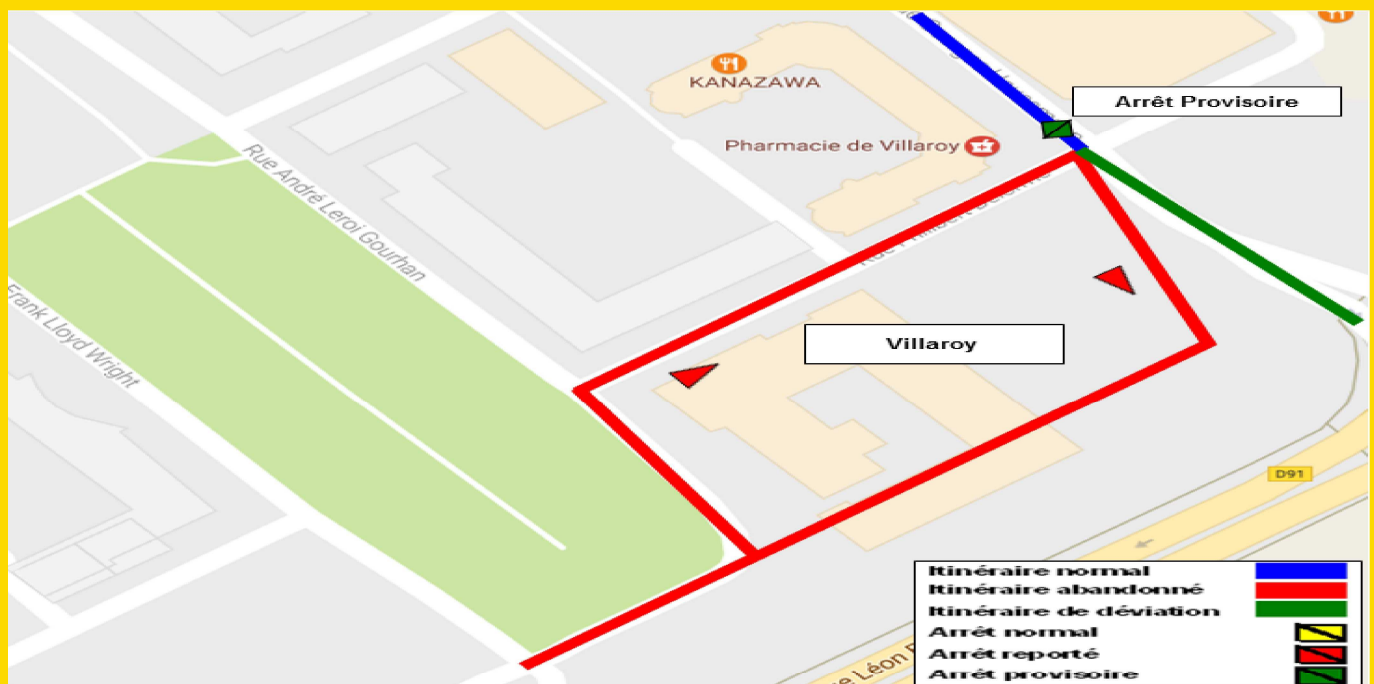 KANAZAWA
Arrêt Provisoire
Pharmacie de Villaroy
Rue André Leroi Gourhan
Frank Lloyd Wright
Villaroy
D91
Itinéraire normal
Itinéraire abandonné
Itinéraire de déviation
Arrêt normal
Arrêt reporté
Arrêt provisoire
Léon